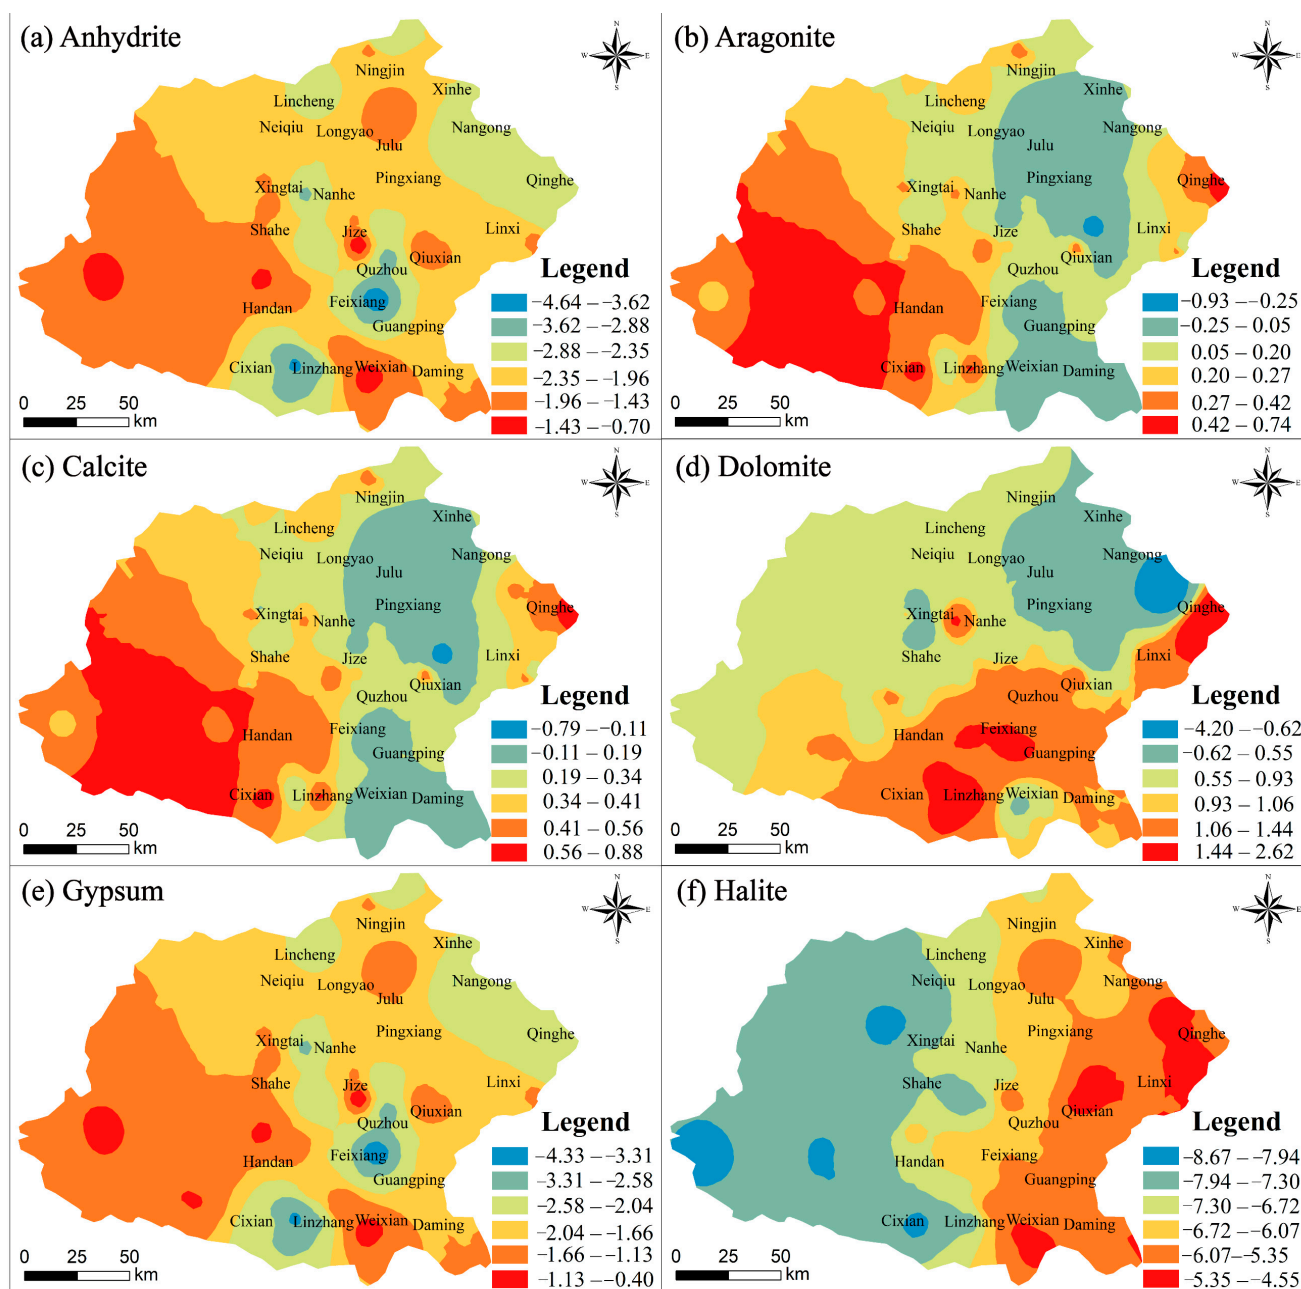 (a) Anhydrite
N
W
E
S
Ningjin
Xinhe
Lincheng
Neiqiu
Longyao
Nangong
Julu
Pingxiang
Qinghe
Xingtai
Nanhe
Shahe
Jize
Linxi
Quzhou
Qiuxian
Legend
Feixiang
Handan
Guangping
Cixian
Linzhang
Weixian
Daming
−4.64 – −3.62
−3.62 – −2.88
−2.88 – −2.35
−2.35 – −1.96
−1.96 – −1.43
−1.43 – −0.70
0 25 50
km
(b) Aragonite
N
W
E
S
Ningjin
Xinhe
Lincheng
Neiqiu
Longyao
Nangong
Julu
Pingxiang
Qinghe
Xingtai
Nanhe
Shahe
Jize
Linxi
Quzhou
Qiuxian
Legend
Feixiang
Handan
Guangping
Cixian
Linzhang
Weixian
Daming
−0.93 – −0.25
−0.25 – 0.05
0.05 – 0.20
0.20 – 0.27
0.27 – 0.42
0.42 – 0.74
0 25 50
km
(c) Calcite
N
W
E
S
Ningjin
Xinhe
Lincheng
Neiqiu
Longyao
Nangong
Julu
Pingxiang
Qinghe
Xingtai
Nanhe
Shahe
Jize
Linxi
Quzhou
Qiuxian
Legend
Feixiang
Handan
Guangping
Cixian
Linzhang
Weixian
Daming
−0.79 – −0.11
−0.11 – 0.19
0.19 – 0.34
0.34 – 0.41
0.41 – 0.56
0.56 – 0.88
0 25 50
km
(d) Dolomite
N
W
E
S
Ningjin
Xinhe
Lincheng
Neiqiu
Longyao
Nangong
Julu
Pingxiang
Qinghe
Xingtai
Nanhe
Shahe
Jize
Linxi
Quzhou
Qiuxian
Legend
Feixiang
Handan
Guangping
Cixian
Linzhang
Weixian
Daming
−4.20 – −0.62
−0.62 – 0.55
0.55 – 0.93
0.93 – 1.06
1.06 – 1.44
1.44 – 2.62
0 25 50
km
(e) Gypsum
N
W
E
S
Ningjin
Xinhe
Lincheng
Neiqiu
Longyao
Nangong
Julu
Pingxiang
Qinghe
Xingtai
Nanhe
Shahe
Jize
Linxi
Quzhou
Qiuxian
Legend
Feixiang
Handan
Guangping
Cixian
Linzhang
Weixian
Daming
−4.33 – −3.31
−3.31 – −2.58
−2.58 – −2.04
−2.04 – −1.66
−1.66 – −1.13
−1.13 – −0.40
0 25 50
km
(f) Halite
N
W
E
S
Ningjin
Xinhe
Lincheng
Neiqiu
Longyao
Nangong
Julu
Pingxiang
Qinghe
Xingtai
Nanhe
Shahe
Jize
Linxi
Quzhou
Qiuxian
Legend
Feixiang
Handan
Guangping
Cixian
Linzhang
Weixian
Daming
−8.67 – −7.94
−7.94 – −7.30
−7.30 – −6.72
−6.72 – −6.07
−6.07–−5.35
−5.35 – −4.55
0 25 50
km